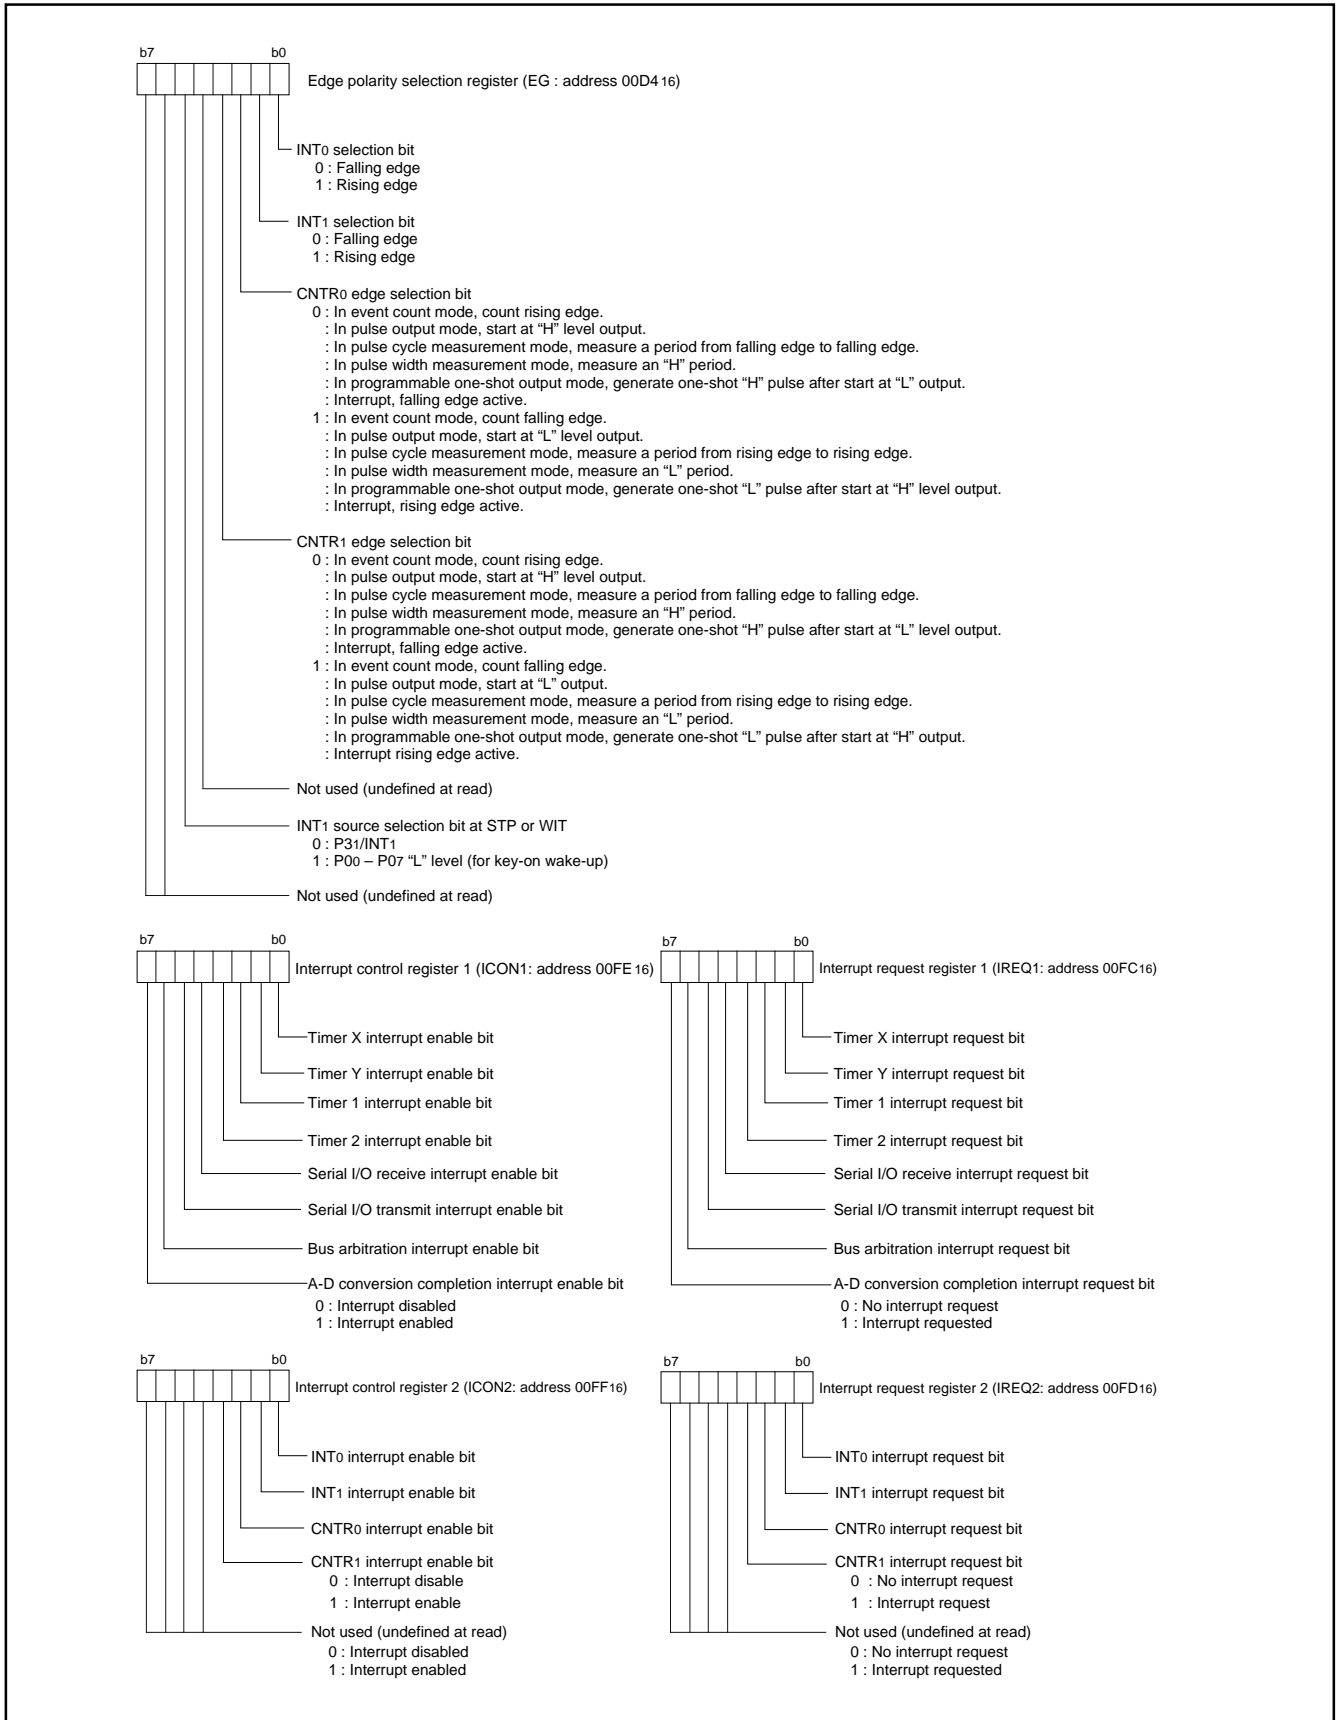 b7 b0
Edge polarity selection register (EG : address 00D416)
INT0 selection bit
0 : Falling edge
1 : Rising edge
INT1 selection bit
0 : Falling edge
1 : Rising edge
CNTR0 edge selection bit
0 : In event count mode, count rising edge.
: In pulse output mode, start at “H” level output.
: In pulse cycle measurement mode, measure a period from falling edge to falling edge.
: In pulse width measurement mode, measure an “H” period.
: In programmable one-shot output mode, generate one-shot “H” pulse after start at “L” output.
: Interrupt, falling edge active.
1 : In event count mode, count falling edge.
: In pulse output mode, start at “L” level output.
: In pulse cycle measurement mode, measure a period from rising edge to rising edge.
: In pulse width measurement mode, measure an “L” period.
: In programmable one-shot output mode, generate one-shot “L” pulse after start at “H” level output.
: Interrupt, rising edge active.
CNTR1 edge selection bit
0 : In event count mode, count rising edge.
: In pulse output mode, start at “H” level output.
: In pulse cycle measurement mode, measure a period from falling edge to falling edge.
: In pulse width measurement mode, measure an “H” period.
: In programmable one-shot output mode, generate one-shot “H” pulse after start at “L” level output.
: Interrupt, falling edge active.
1 : In event count mode, count falling edge.
: In pulse output mode, start at “L” output.
: In pulse cycle measurement mode, measure a period from rising edge to rising edge.
: In pulse width measurement mode, measure an “L” period.
: In programmable one-shot output mode, generate one-shot “L” pulse after start at “H” output.
: Interrupt rising edge active.
Not used (undefined at read)
INT1 source selection bit at STP or WIT
0 : P31/INT1
1 : P00 – P07 “L” level (for key-on wake-up)
Not used (undefined at read)
b7 b0
Interrupt control register 1 (ICON1: address 00FE16)
Timer X interrupt enable bit
Timer Y interrupt enable bit
Timer 1 interrupt enable bit
Timer 2 interrupt enable bit
Serial I/O receive interrupt enable bit
Serial I/O transmit interrupt enable bit
Bus arbitration interrupt enable bit
A-D conversion completion interrupt enable bit
0 : Interrupt disabled
1 : Interrupt enabled
b7 b0
Interrupt request register 1 (IREQ1: address 00FC16)
Timer X interrupt request bit
Timer Y interrupt request bit
Timer 1 interrupt request bit
Timer 2 interrupt request bit
Serial I/O receive interrupt request bit
Serial I/O transmit interrupt request bit
Bus arbitration interrupt request bit
A-D conversion completion interrupt request bit
0 : No interrupt request
1 : Interrupt requested
b7 b0
Interrupt control register 2 (ICON2: address 00FF16)
INT0 interrupt enable bit
INT1 interrupt enable bit
CNTR0 interrupt enable bit
CNTR1 interrupt enable bit
0 : Interrupt disable
1 : Interrupt enable
Not used (undefined at read)
0 : Interrupt disabled
1 : Interrupt enabled
b7 b0
Interrupt request register 2 (IREQ2: address 00FD16)
INT0 interrupt request bit
INT1 interrupt request bit
CNTR0 interrupt request bit
CNTR1 interrupt request bit
0 : No interrupt request
1 : Interrupt request
Not used (undefined at read)
0 : No interrupt request
1 : Interrupt requested